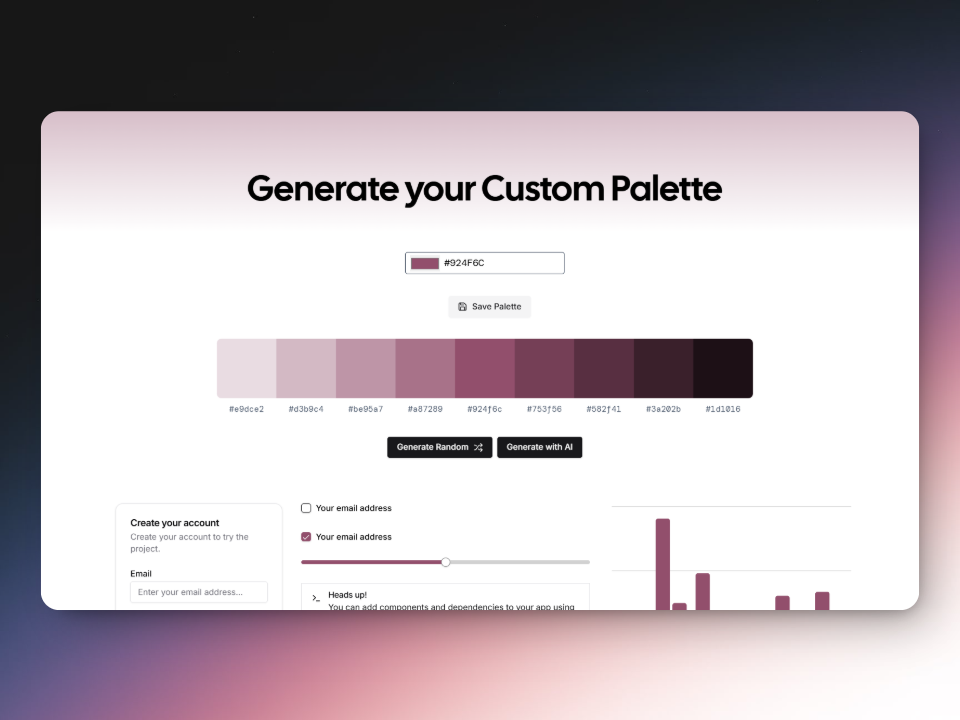 Generate your Custom Palette
#924F6C
Save Palette
#e9dce2 #d3b9c4 #be95a7 #a87289 #924f6c #753f56 #582f41 #3a202b #1d1016
Generate Random Generate with AI
Create your account
Create your account to try the
project.
Email
Enter your email address...
Your email address
Your email address
Heads up!
You can add components and dependencies to your app using